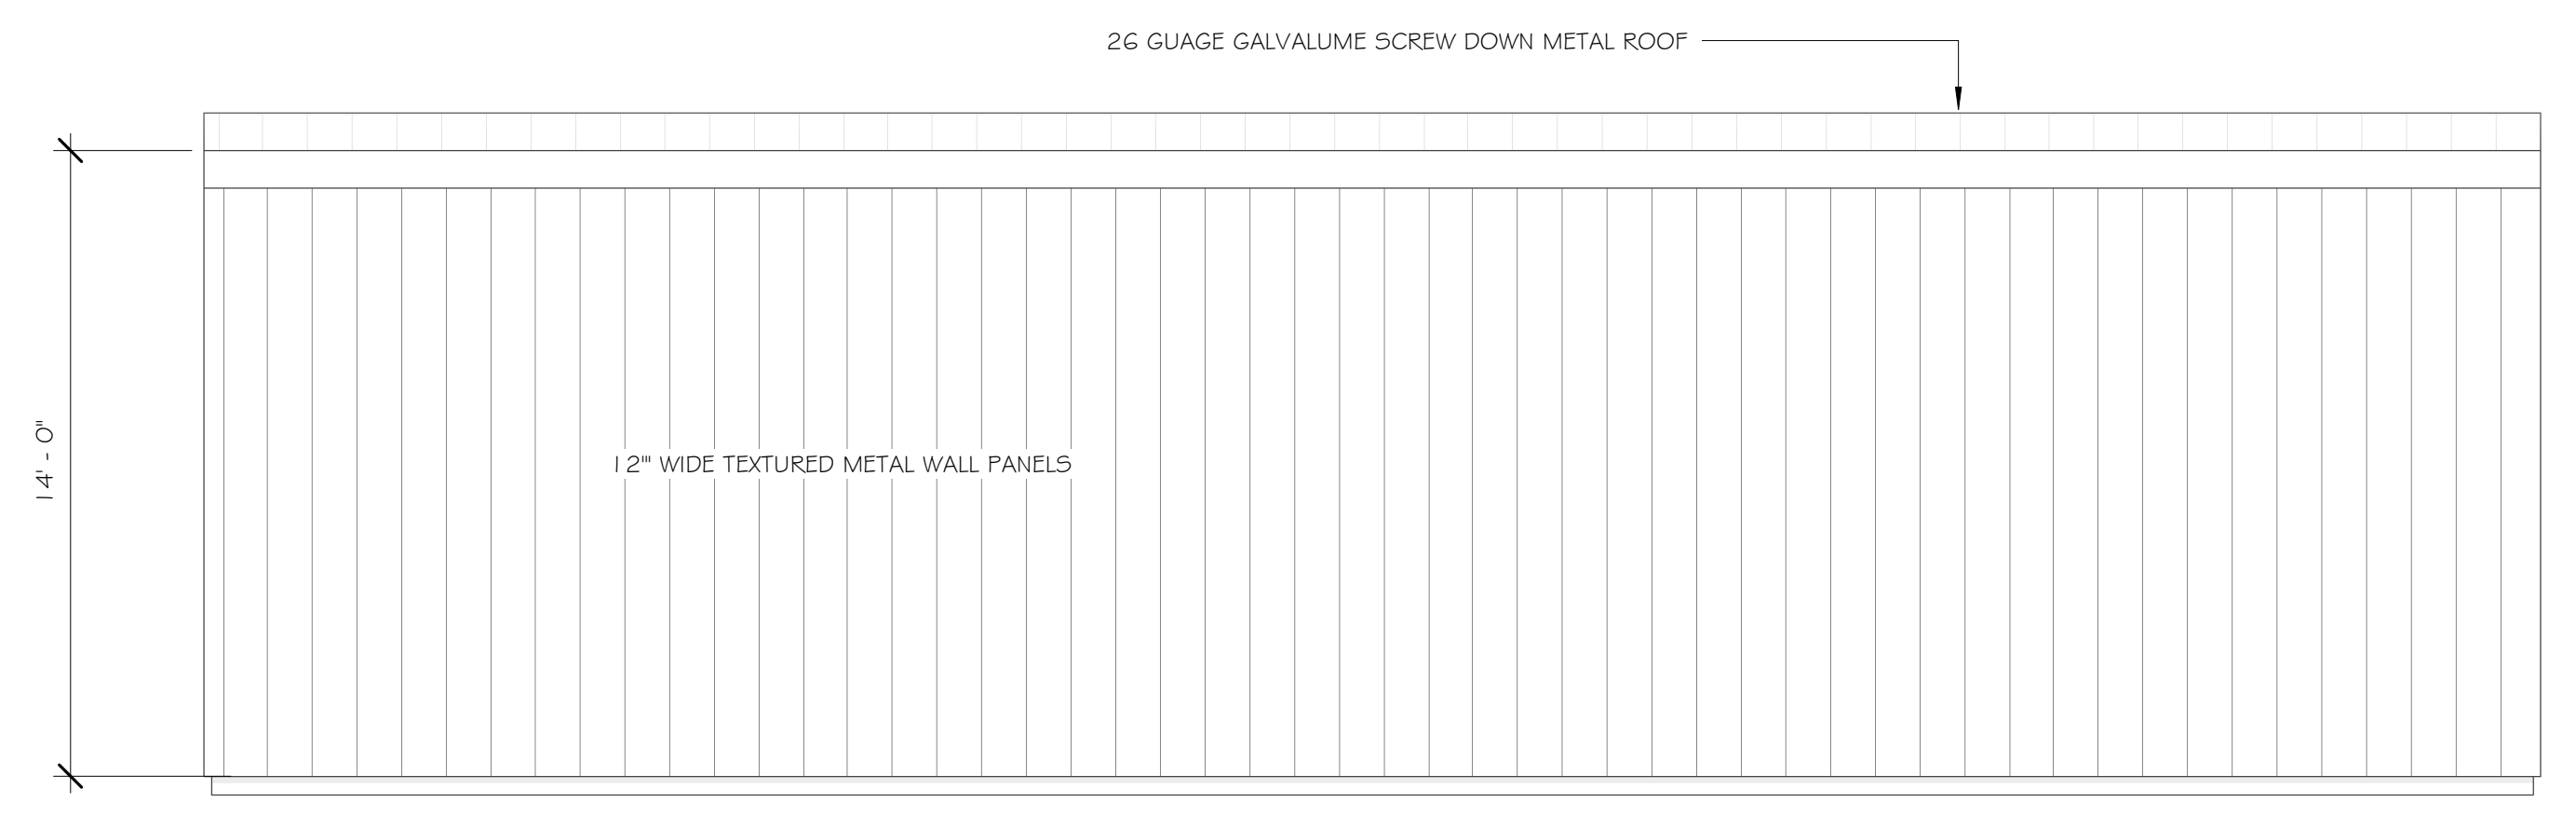 26 GUAGE GALVALUME SCREW DOWN METAL ROOF
14' - 0"
12"' WIDE TEXTURED METAL WALL PANELS